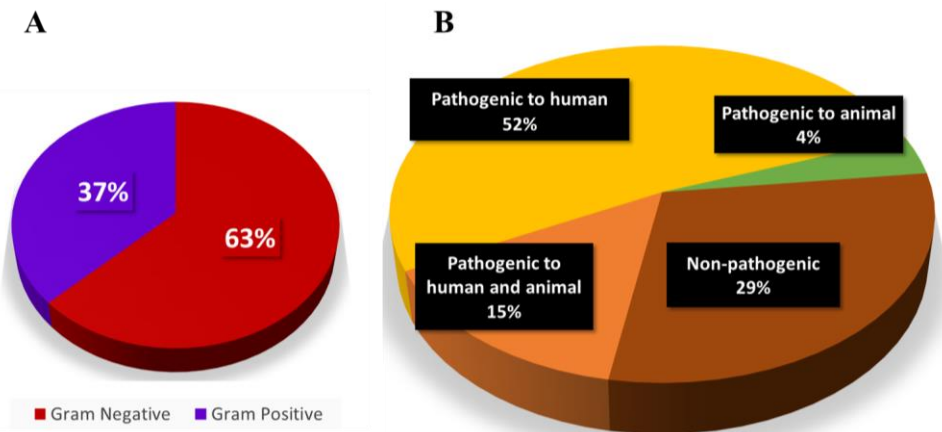 A
37%
63%
Gram Negative
Gram Positive
B
Pathogenic to human
52%
Pathogenic to animal
4%
Pathogenic to
human and animal
15%
Non-pathogenic
29%